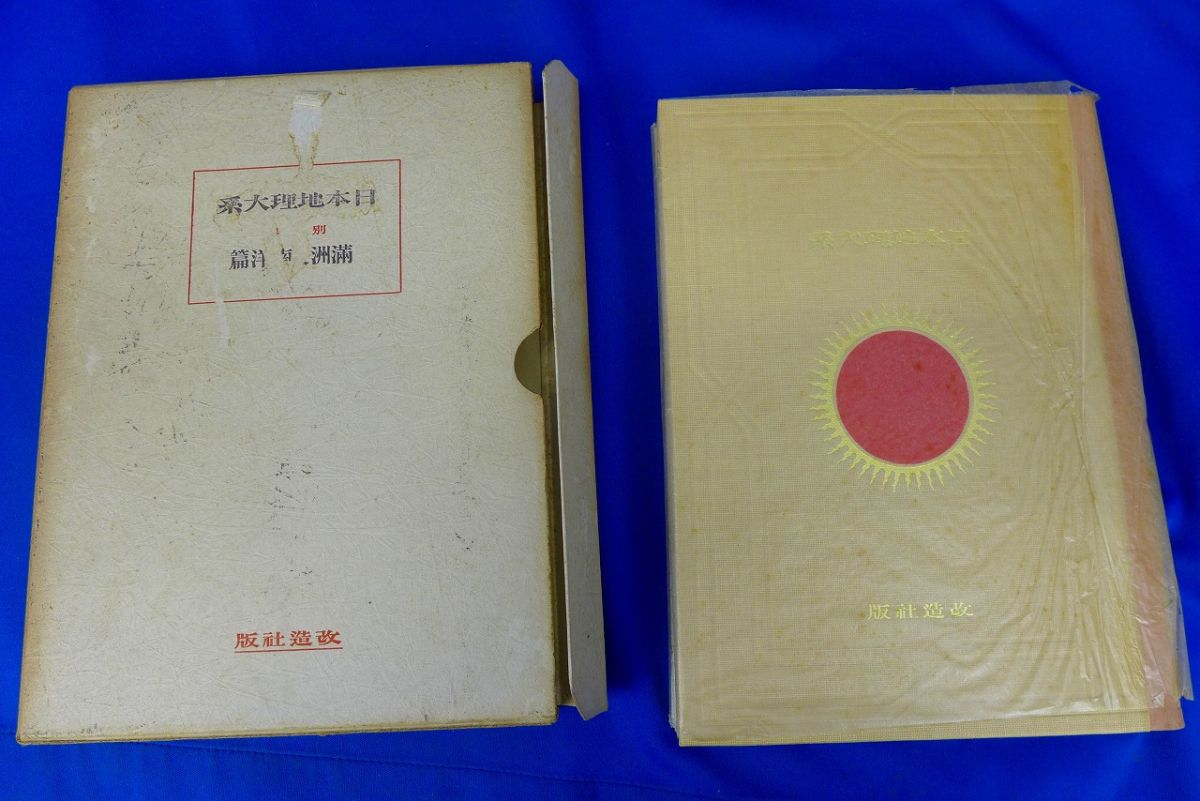 日本地理大系
別
滿洲 南洋篇
改造社版
日本地理大系
改造社版